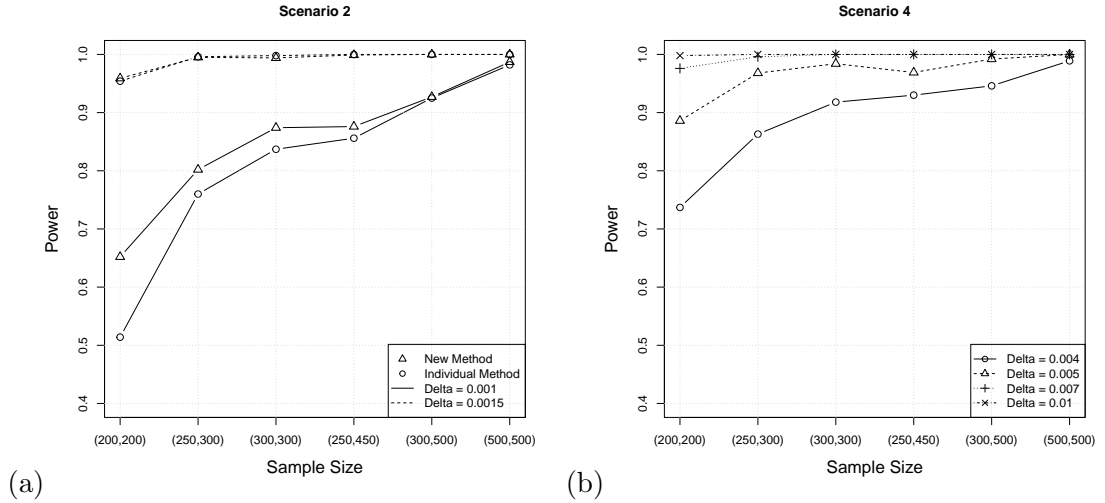 Scenario 2
Power
1.0
0.9
0.8
0.7
0.6
0.5
0.4
New Method
Individual Method
Delta = 0.001
Delta = 0.0015
(200,200) (250,300) (300,300) (250,450) (300,500) (500,500)
Sample Size
(a)
Scenario 4
Power
1.0
0.9
0.8
0.7
0.6
0.5
0.4
Delta = 0.004
Delta = 0.005
Delta = 0.007
Delta = 0.01
(200,200) (250,300) (300,300) (250,450) (300,500) (500,500)
Sample Size
(b)